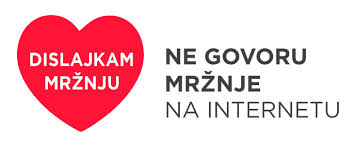 DISLAJKAM
MRŽNJU
NE GOVORU
MRŽNJE
NA INTERNETU